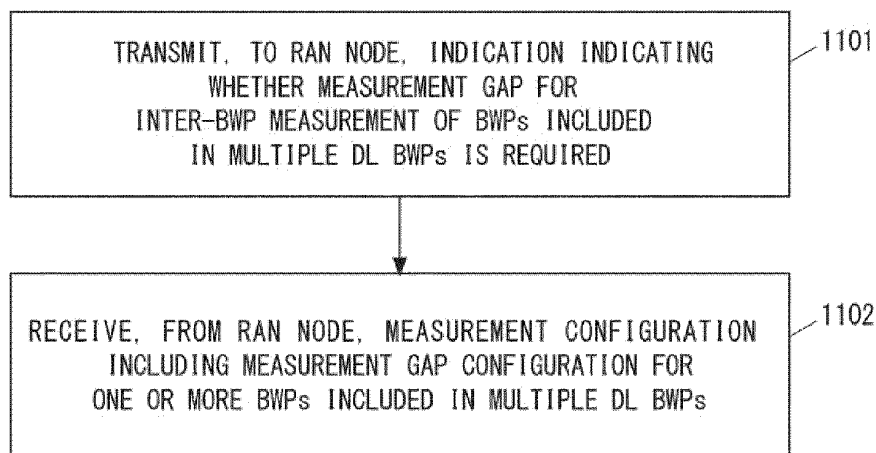 TRANSMIT, TO RAN NODE, INDICATION INDICATING
WHETHER MEASUREMENT GAP FOR
INTER-BWP MEASUREMENT OF BWPs INCLUDED
IN MULTIPLE DL BWPs IS REQUIRED
1101
RECEIVE, FROM RAN NODE, MEASUREMENT CONFIGURATION
INCLUDING MEASUREMENT GAP CONFIGURATION FOR
ONE OR MORE BWPs INCLUDED IN MULTIPLE DL BWPs
1102